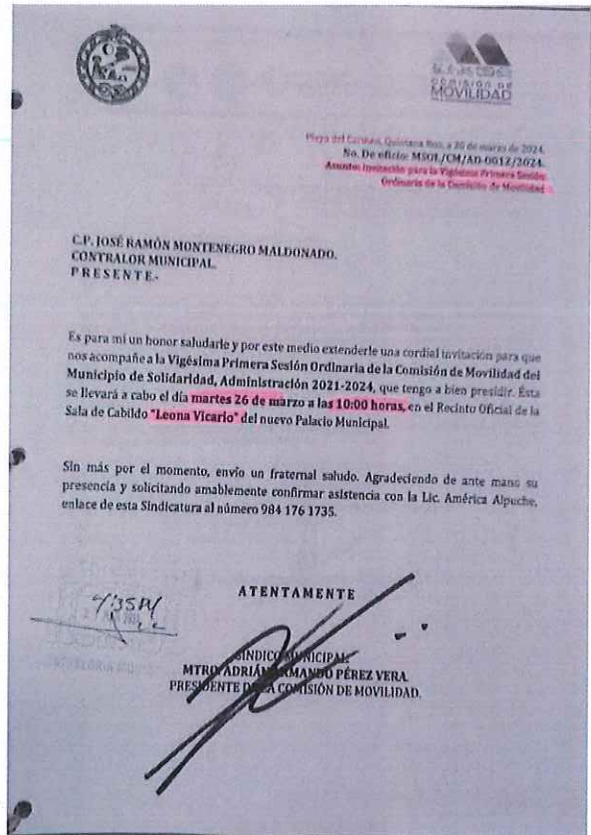 COMISIÓN DE
MOVILIDAD
Playa del Carmen, Quintana Roo, a 20 de marzo de 2024.
No. De oficio: MSOL/CM/AD-0012/2024.
Asunto: Invitación para la Vigésima Primera Sesión
Ordinaria de la Comisión de Movilidad
C.P. JOSÉ RAMÓN MONTENEGRO MALDONADO.
CONTRALOR MUNICIPAL.
PRESENTE.-
Es para mi un honor saludarle y por este medio extenderle una cordial invitación para que
nos acompañe a la Vigésima Primera Sesión Ordinaria de la Comisión de Movilidad del
Municipio de Solidaridad, Administración 2021-2024, que tengo a bien presidir. Ésta
se llevará a cabo el día martes 26 de marzo a las 10:00 horas, en el Recinto Oficial de la
Sala de Cabildo "Leona Vicario" del nuevo Palacio Municipal.
Sin más por el momento, envío un fraternal saludo. Agradeciendo de ante mano su
presencia y solicitando amablemente confirmar asistencia con la Lic. América Alpuche,
enlace de esta Sindicatura al número 984 176 1735.
ATENTAMENTE
SÍNDICO MUNICIPAL.
MTRO. ADRIÁN ARMANDO PÉREZ VERA.
PRESIDENTE DE LA COMISIÓN DE MOVILIDAD.